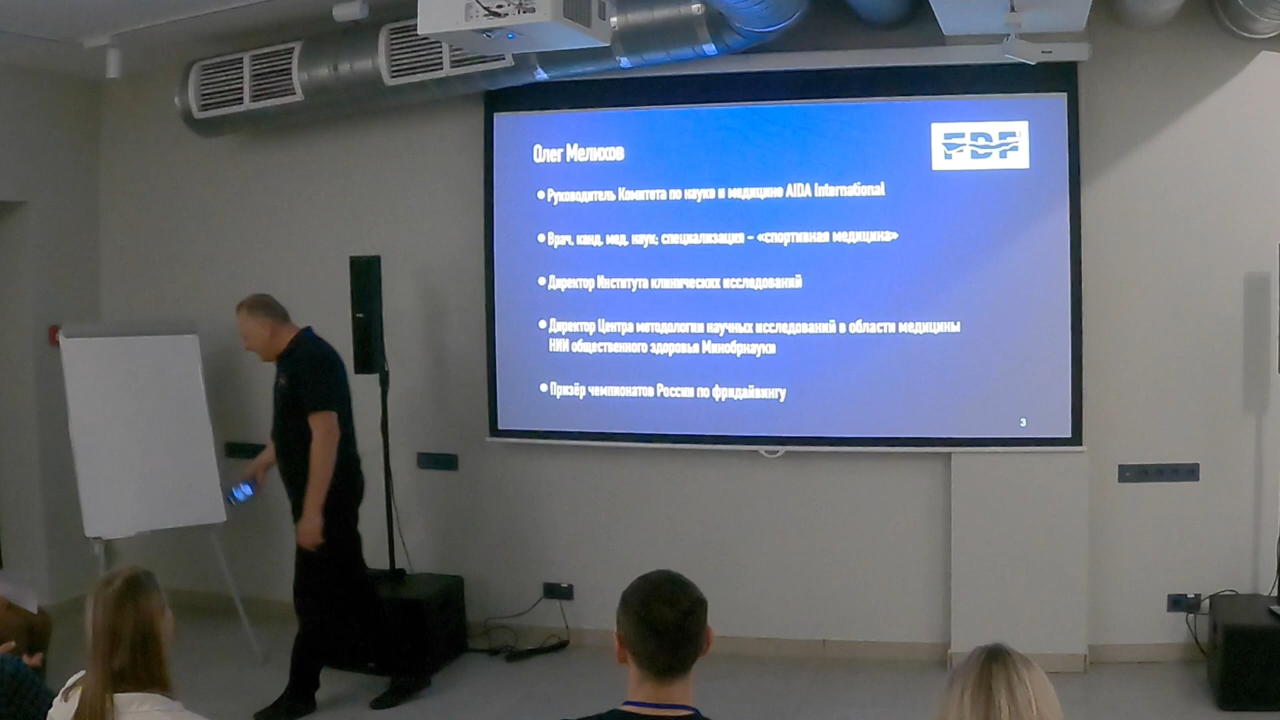 Олег Мелихов
FDF
• Руководитель Комитета по науке и медицине AIDA International
• Врач, канд. мед. наук; специализация – «спортивная медицина»
• Директор Института клинических исследований
• Директор Центра методологии научных исследований в области медицины
НИИ общественного здоровья Минобрнауки
• Призёр чемпионатов России по фридайвингу
3